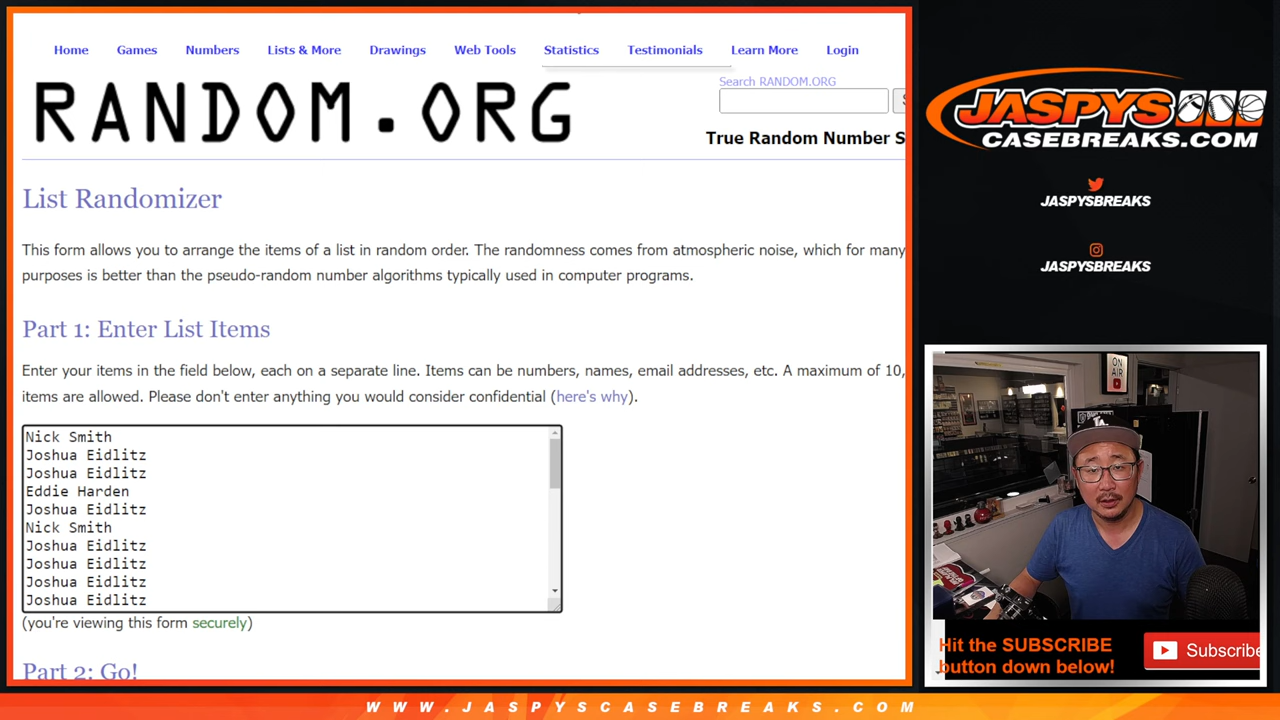 Home Games Numbers Lists & More Drawings Web Tools Statistics Testimonials Learn More Login
RANDOM.ORG
Search RANDOM.ORG
True Random Number S
List Randomizer
This form allows you to arrange the items of a list in random order. The randomness comes from atmospheric noise, which for many
purposes is better than the pseudo-random number algorithms typically used in computer programs.
Part 1: Enter List Items
Enter your items in the field below, each on a separate line. Items can be numbers, names, email addresses, etc. A maximum of 10,
items are allowed. Please don't enter anything you would consider confidential (here's why).
Nick Smith
Joshua Eidlitz
Joshua Eidlitz
Eddie Harden
Joshua Eidlitz
Nick Smith
Joshua Eidlitz
Joshua Eidlitz
Joshua Eidlitz
Joshua Eidlitz
(you're viewing this form securely)
Part 2: Go!
JASPYS
CASEBREAKS.COM
JASPYSBREAKS
JASPYSBREAKS
ON
AIR
LA
Hit the SUBSCRIBE
button down below!
Subscribe
WWW.JASPYSCASEBREAKS.COM